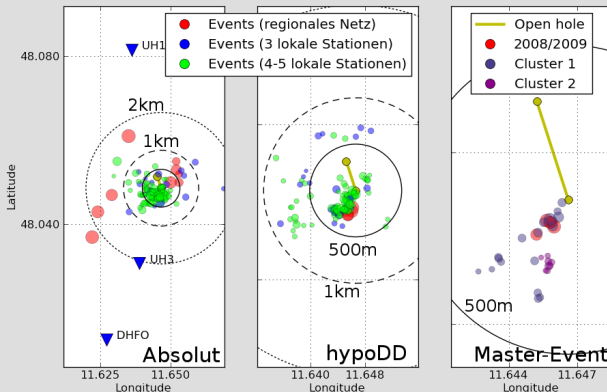 Events (regionales Netz)
Events (3 lokale Stationen)
Events (4-5 lokale Stationen)
Open hole
2008/2009
Cluster 1
Cluster 2
48.080
48.040
Latitude
UH1
2km
1km
UH3
DHFO
Absolut
11.625
11.650
Longitude
500m
1km
hypoDD
11.640
11.648
Longitude
500m
Master-Event
11.644
11.647
Longitude